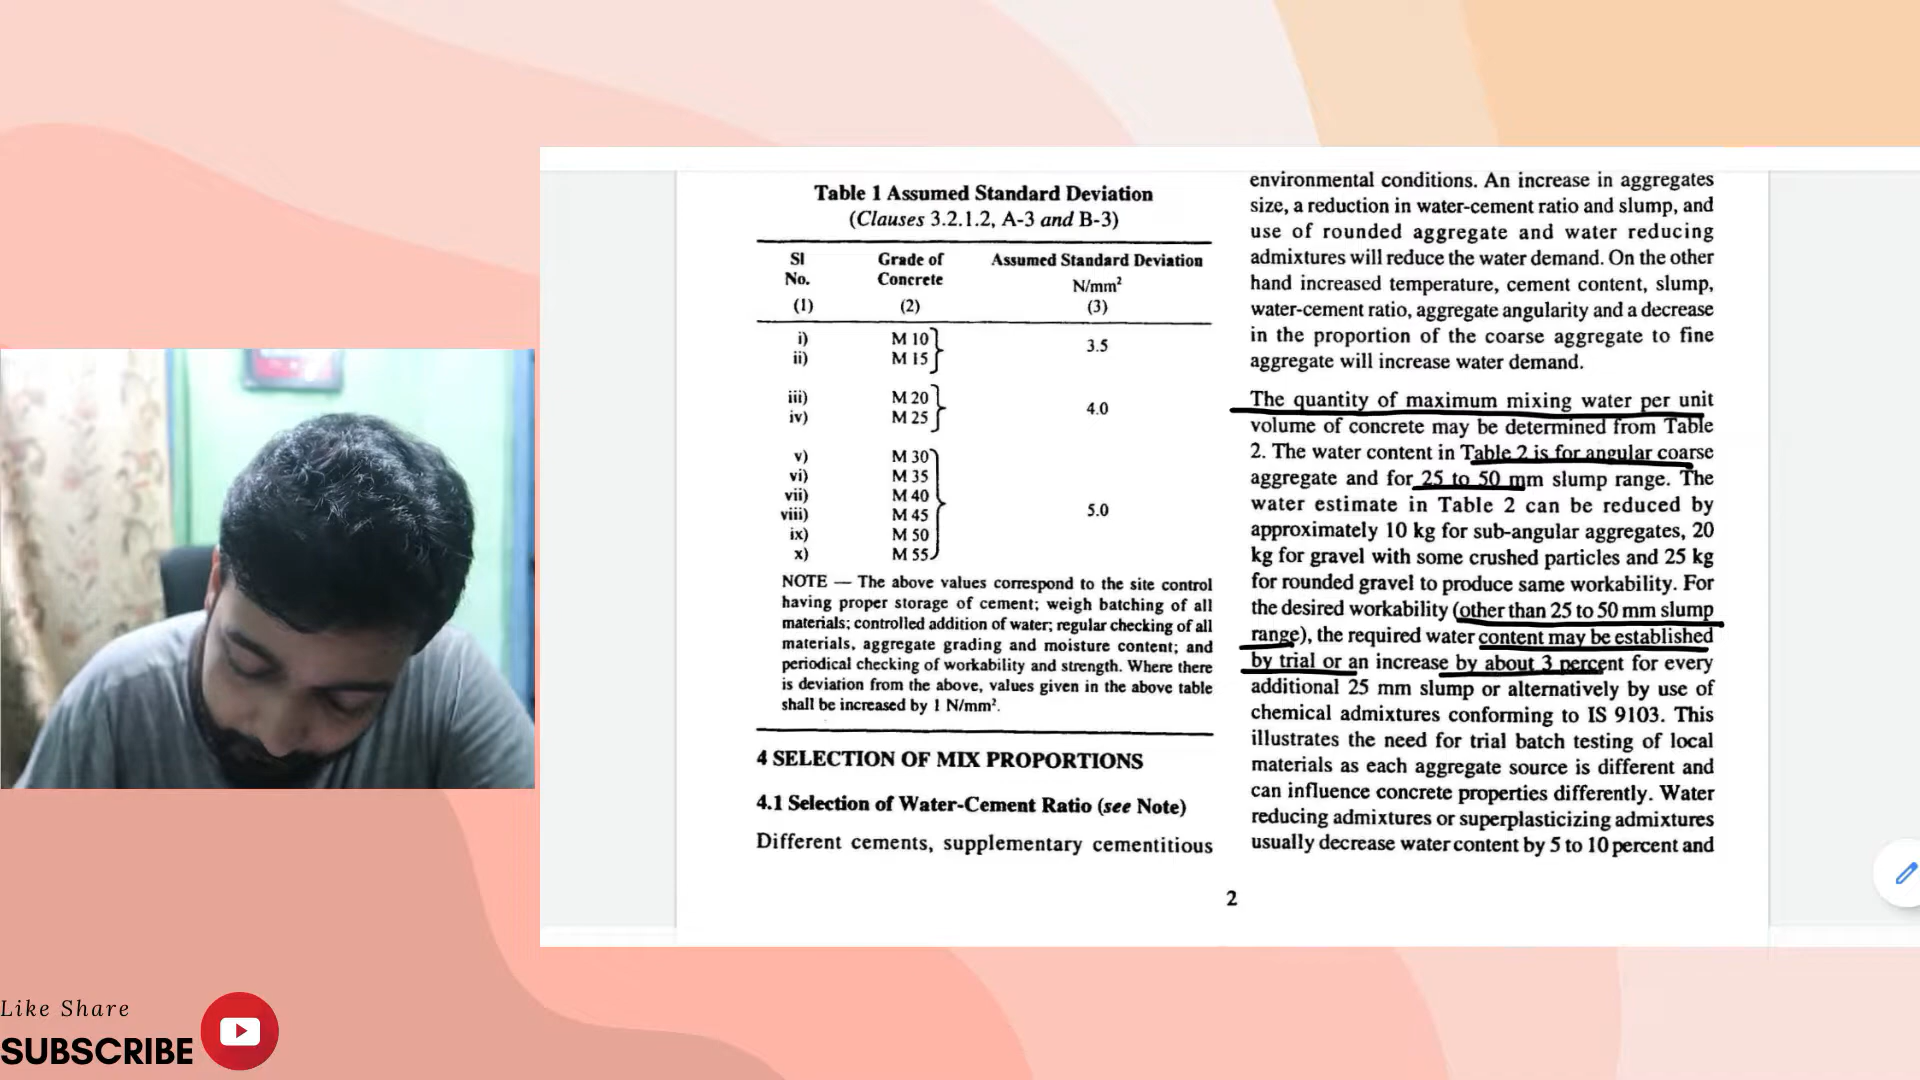 Table 1 Assumed Standard Deviation
(Clauses 3.2.1.2, A-3 and B-3)
Sl No. Grade of Concrete Assumed Standard Deviation N/mm²
(1) (2) (3)
i) M 10
3.5
ii) M 15
iii) M 20
4.0
iv) M 25
v) M 30
vi) M 35
vii) M 40
5.0
viii) M 45
ix) M 50
x) M 55
NOTE — The above values correspond to the site control
having proper storage of cement; weigh batching of all
materials; controlled addition of water; regular checking of all
materials, aggregate grading and moisture content; and
periodical checking of workability and strength. Where there
is deviation from the above, values given in the above table
shall be increased by 1 N/mm².
4 SELECTION OF MIX PROPORTIONS
4.1 Selection of Water-Cement Ratio (see Note)
Different cements, supplementary cementitious
environmental conditions. An increase in aggregates
size, a reduction in water-cement ratio and slump, and
use of rounded aggregate and water reducing
admixtures will reduce the water demand. On the other
hand increased temperature, cement content, slump,
water-cement ratio, aggregate angularity and a decrease
in the proportion of the coarse aggregate to fine
aggregate will increase water demand.
The quantity of maximum mixing water per unit
volume of concrete may be determined from Table
2. The water content in Table 2 is for angular coarse
aggregate and for 25 to 50 mm slump range. The
water estimate in Table 2 can be reduced by
approximately 10 kg for sub-angular aggregates, 20
kg for gravel with some crushed particles and 25 kg
for rounded gravel to produce same workability. For
the desired workability (other than 25 to 50 mm slump
range), the required water content may be established
by trial or an increase by about 3 percent for every
additional 25 mm slump or alternatively by use of
chemical admixtures conforming to IS 9103. This
illustrates the need for trial batch testing of local
materials as each aggregate source is different and
can influence concrete properties differently. Water
reducing admixtures or superplasticizing admixtures
usually decrease water content by 5 to 10 percent and
2
Like Share
SUBSCRIBE